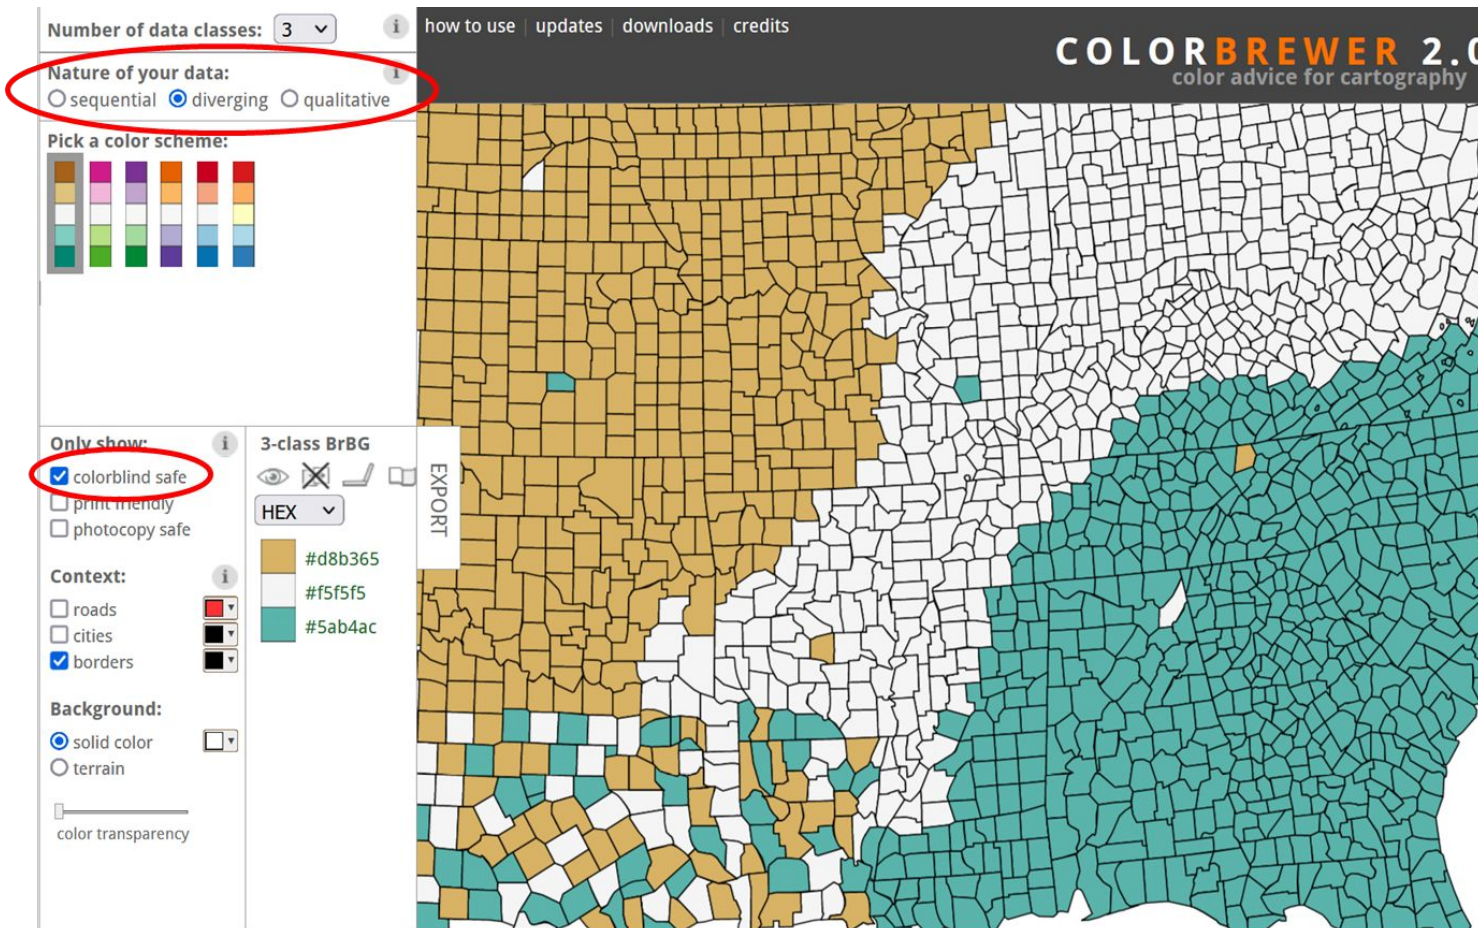 Number of data classes: 3
i
how to use | updates | downloads | credits
COLORBREWER 2.0
color advice for cartography
Nature of your data:
i
sequential diverging qualitative
Pick a color scheme:
Only show:
i
colorblind safe
print friendly
photocopy safe
Context:
i
roads
cities
borders
Background:
solid color
terrain
color transparency
3-class BrBG
HEX
#d8b365
#f5f5f5
#5ab4ac
EXPORT